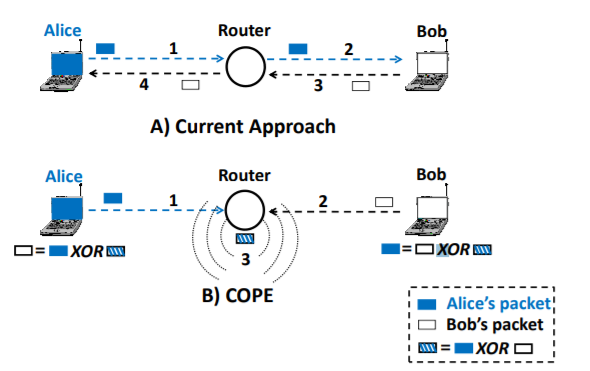 Alice Router Bob
1 2
4 3
A) Current Approach
Alice Router Bob
1 2
= XOR
3
= XOR
B) COPE
Alice's packet
Bob's packet
= XOR